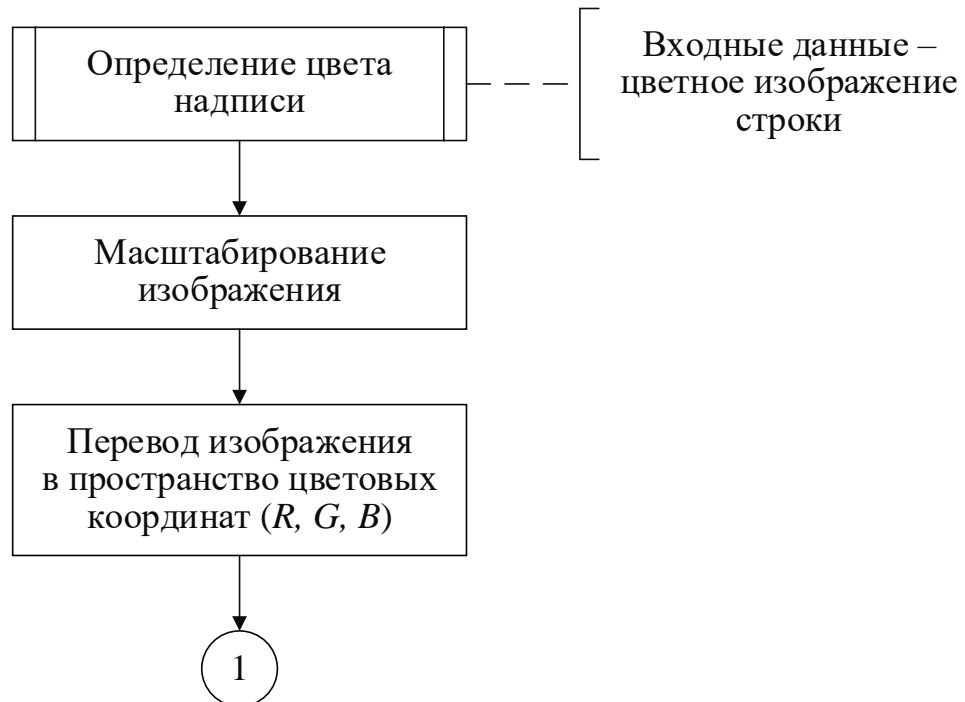 Определение цвета
надписи
Входные данные –
цветное изображение
строки
Масштабирование
изображения
Перевод изображения
в пространство цветовых
координат (R, G, B)
1